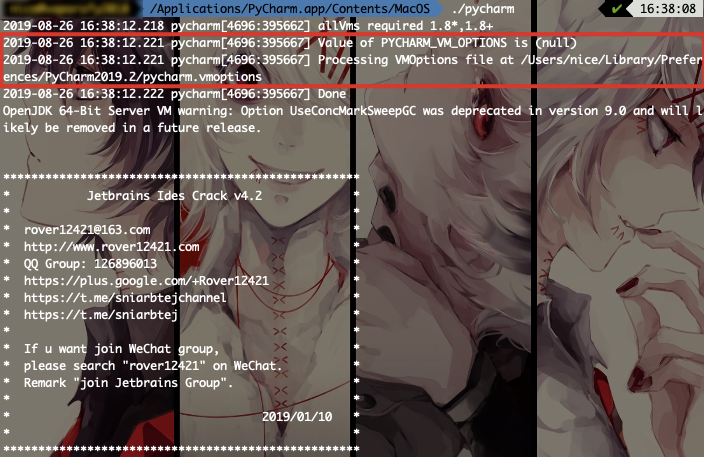 /Applications/PyCharm.app/Contents/MacOS ./pycharm ✔ 16:38:08
2019-08-26 16:38:12.218 pycharm[4696:395662] allVms required 1.8*,1.8+
2019-08-26 16:38:12.221 pycharm[4696:395667] Value of PYCHARM_VM_OPTIONS is (null)
2019-08-26 16:38:12.221 pycharm[4696:395667] Processing VMOptions file at /Users/nice/Library/Prefer
ences/PyCharm2019.2/pycharm.vmoptions
2019-08-26 16:38:12.222 pycharm[4696:395667] Done
OpenJDK 64-Bit Server VM warning: Option UseConcMarkSweepGC was deprecated in version 9.0 and will l
ikely be removed in a future release.
****************************************************
* Jetbrains Ides Crack v4.2 *
* *
* rover12421@163.com *
* http://www.rover12421.com *
* QQ Group: 126896013 *
* https://plus.google.com/+Rover12421 *
* https://t.me/sniarbtejchannel *
* https://t.me/sniarbtej *
* *
* If u want join WeChat group, *
* please search "rover12421" on WeChat. *
* Remark "join Jetbrains Group". *
* *
* 2019/01/10 *
* *
****************************************************